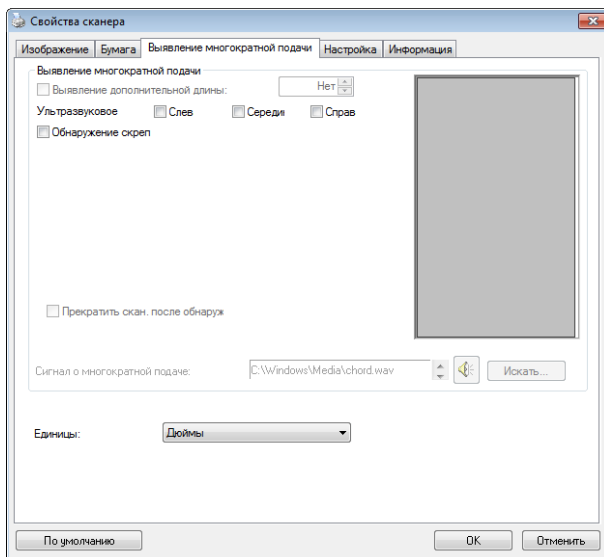 Свойства сканера
Изображение Бумага Выявление многократной подачи Настройка Информация
Выявление многократной подачи
Выявление дополнительной длины: Нет
Ультразвуковое Слев Середин Справ
Обнаружение скреп
Прекратить скан. после обнаруж
Сигнал о многократной подаче: C:\Windows\Media\chord.wav Искать...
Единицы: Дюймы
По умолчанию OK Отменить